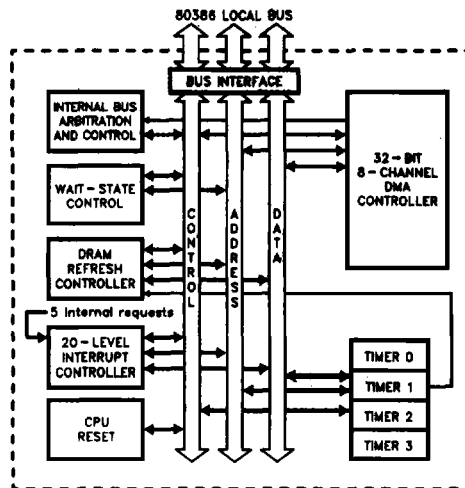 80386 LOCAL BUS
BUS INTERFACE
INTERNAL BUS
ARBITRATION
AND CONTROL
32-BIT
8-CHANNEL
DMA
CONTROLLER
WAIT-STATE
CONTROL
CONTROL
ADDRESS
DATA
DRAM
REFRESH
CONTROLLER
5 Internal requests
20-LEVEL
INTERRUPT
CONTROLLER
TIMER 0
TIMER 1
TIMER 2
TIMER 3
CPU
RESET